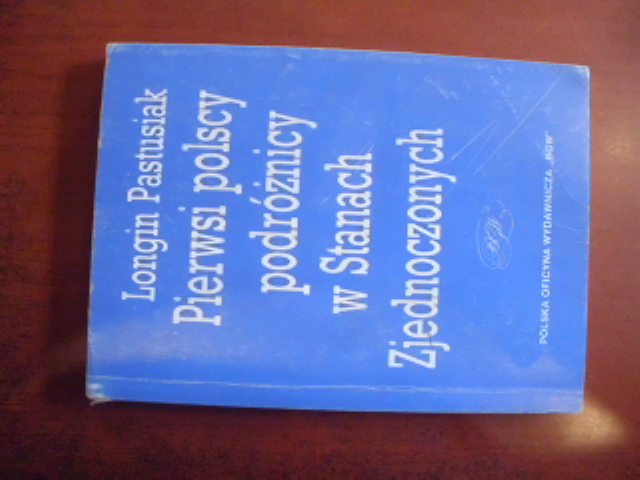 Longin Pastusiak
Pierwsi polscy
podróżnicy
w Stanach
Zjednoczonych
POLSKA OFICYNA WYDAWNICZA „BGW”